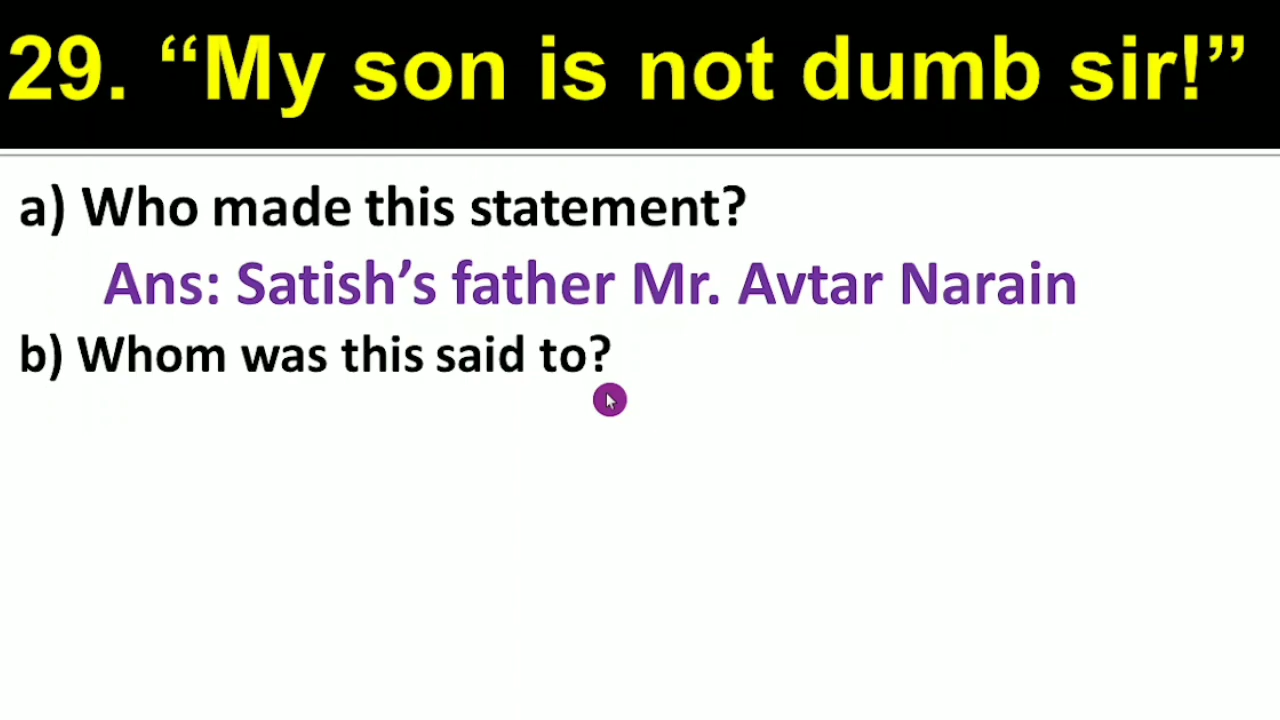 29. “My son is not dumb sir!”
a) Who made this statement?
Ans: Satish’s father Mr. Avtar Narain
b) Whom was this said to?